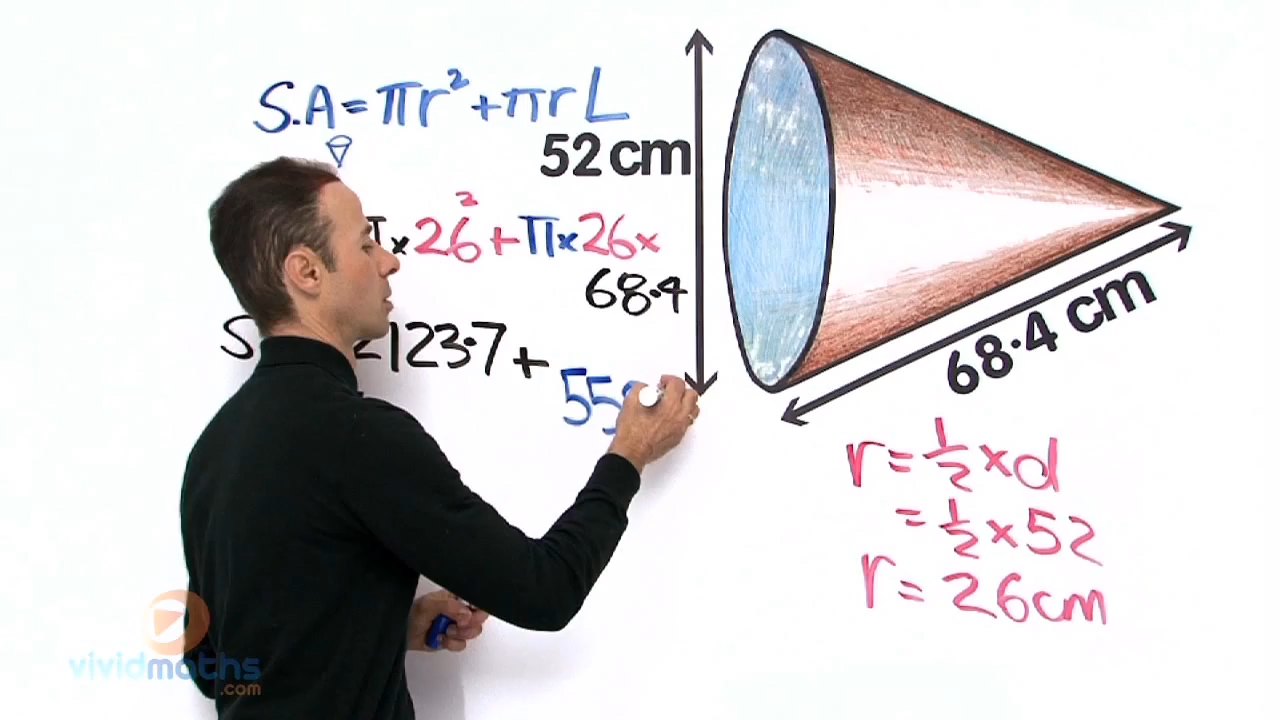 S.A = πr² + πrL
52 cm
π × 26² + π × 26 ×
68.4
S 2123.7 +
55
68.4 cm
r = ½ × d
= ½ × 52
r = 26cm
vividmaths
.com